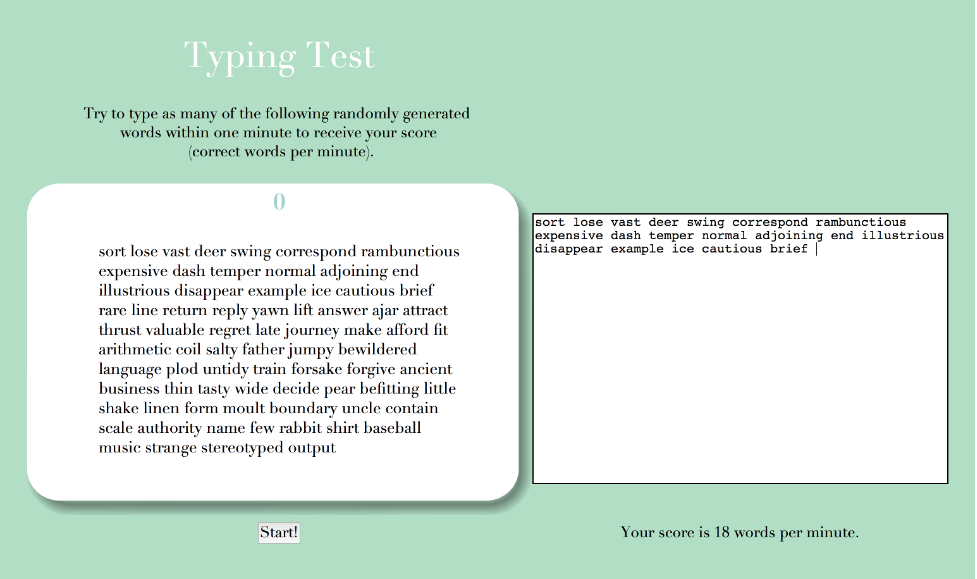 Typing Test
Try to type as many of the following randomly generated
words within one minute to receive your score
(correct words per minute).
0
sort lose vast deer swing correspond rambunctious
expensive dash temper normal adjoining end
illustrious disappear example ice cautious brief
rare line return reply yawn lift answer ajar attract
thrust valuable regret late journey make afford fit
arithmetic coil salty father jumpy bewildered
language plod untidy train forsake forgive ancient
business thin tasty wide decide pear befitting little
shake linen form moult boundary uncle contain
scale authority name few rabbit shirt baseball
music strange stereotyped output
Start!
sort lose vast deer swing correspond rambunctious
expensive dash temper normal adjoining end illustrious
disappear example ice cautious brief
Your score is 18 words per minute.